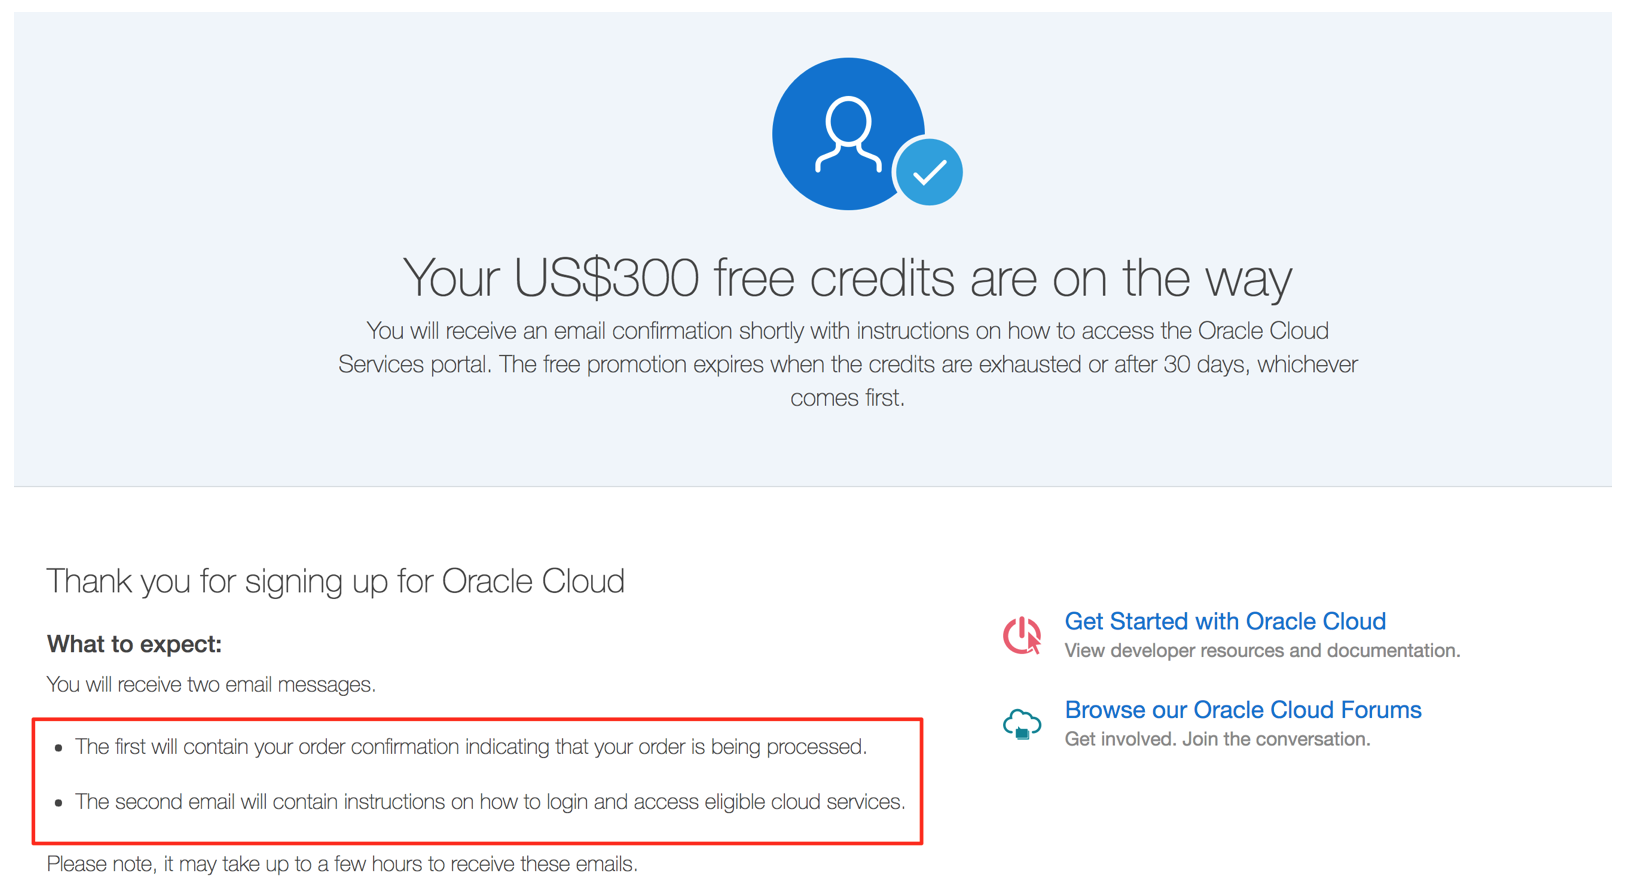 Your US$300 free credits are on the way
You will receive an email confirmation shortly with instructions on how to access the Oracle Cloud
Services portal. The free promotion expires when the credits are exhausted or after 30 days, whichever
comes first.
Thank you for signing up for Oracle Cloud
What to expect:
You will receive two email messages.
• The first will contain your order confirmation indicating that your order is being processed.
• The second email will contain instructions on how to login and access eligible cloud services.
Please note, it may take up to a few hours to receive these emails.
Get Started with Oracle Cloud
View developer resources and documentation.
Browse our Oracle Cloud Forums
Get involved. Join the conversation.